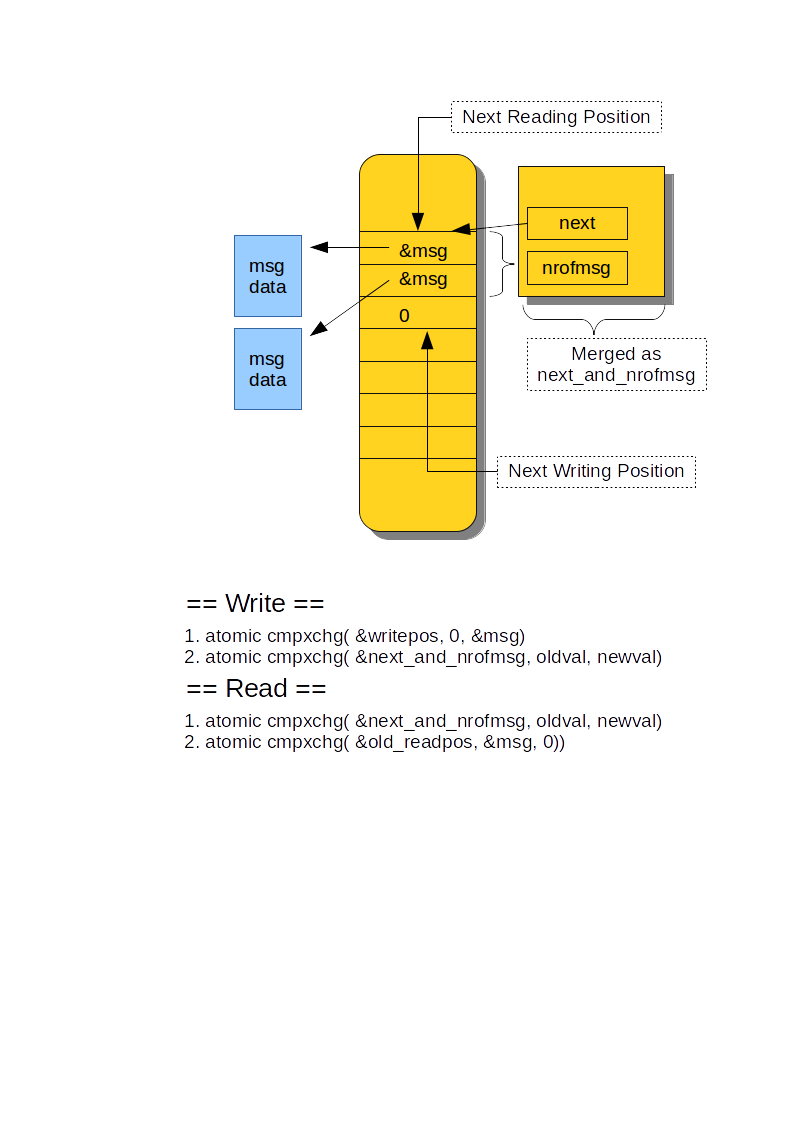 Next Reading Position
next
&msg
msg
data
&msg
nrofmsg
0
Merged as
next_and_nrofmsg
msg
data
Next Writing Position
== Write ==
1. atomic cmpxchg( &writepos, 0, &msg)
2. atomic cmpxchg( &next_and_nrofmsg, oldval, newval)
== Read ==
1. atomic cmpxchg( &next_and_nrofmsg, oldval, newval)
2. atomic cmpxchg( &old_readpos, &msg, 0))